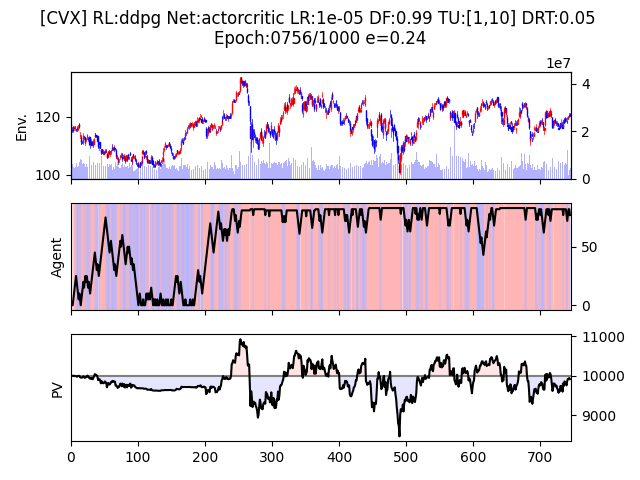 [CVX] RL:ddpg Net:actorcritic LR:1e-05 DF:0.99 TU:[1,10] DRT:0.05
Epoch:0756/1000 e=0.24
1e7
Env.
120
100
4
2
0
Agent
50
0
PV
11000
10000
9000
0 100 200 300 400 500 600 700